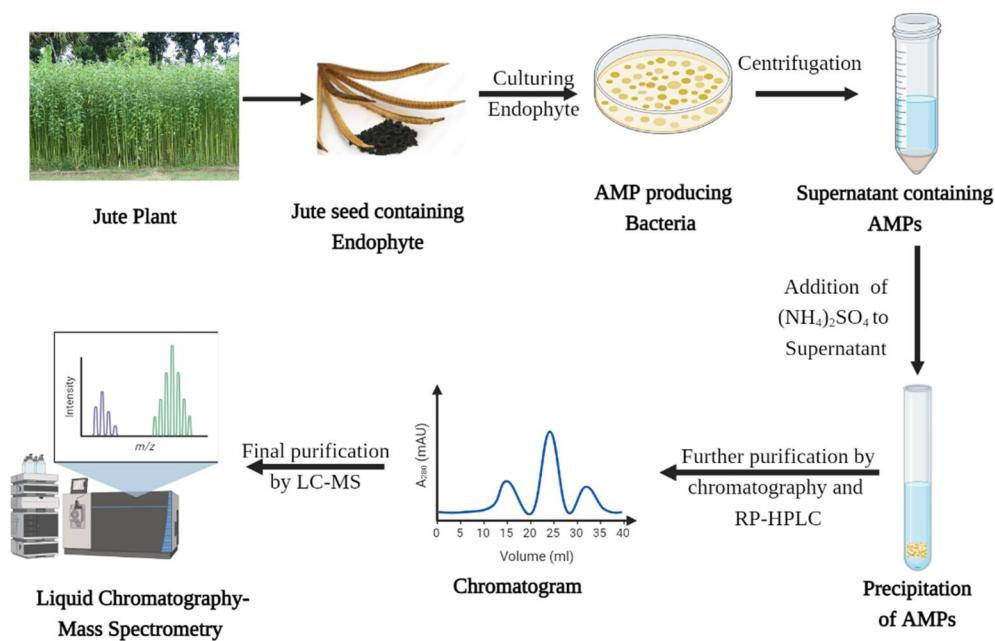 Jute Plant
Jute seed containing
Endophyte
Culturing
Endophyte
AMP producing
Bacteria
Centrifugation
Supernatant containing
AMPs
Addition of
(NH₄)₂SO₄ to
Supernatant
Precipitation
of AMPs
Further purification by
chromatography and
RP-HPLC
A₂₈₀ (mAU)
0 5 10 15 20 25 30 35 40
Volume (ml)
Chromatogram
Final purification
by LC-MS
Intensity
m/z
Liquid Chromatography-
Mass Spectrometry